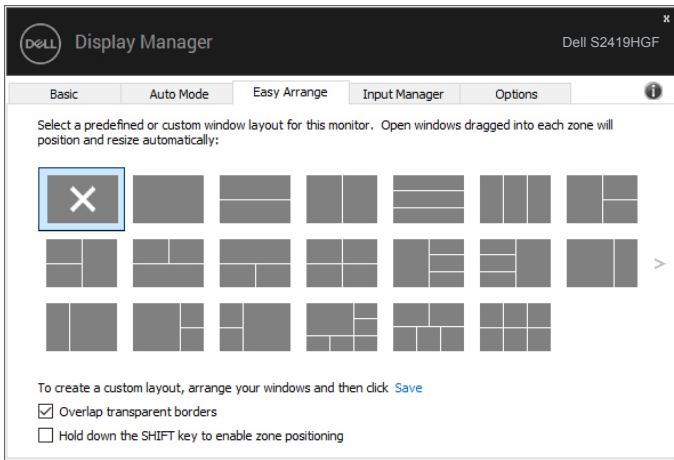 x
DELL Display Manager Dell S2419HGF
Basic Auto Mode Easy Arrange Input Manager Options
Select a predefined or custom window layout for this monitor. Open windows dragged into each zone will
position and resize automatically:
To create a custom layout, arrange your windows and then click Save
Overlap transparent borders
Hold down the SHIFT key to enable zone positioning